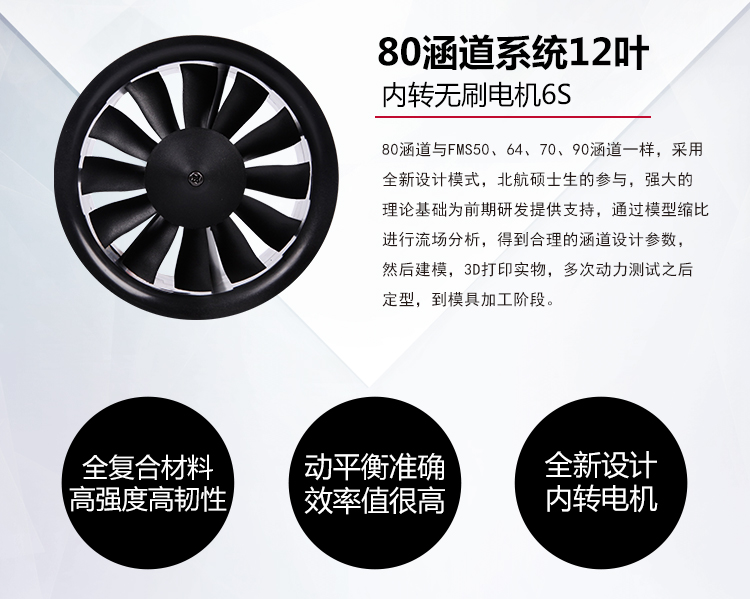 80涵道系统12叶
内转无刷电机6S
80涵道与FMS50、64、70、90涵道一样，采用
全新设计模式，北航硕士生的参与，强大的
理论基础为前期研发提供支持，通过模型缩比
进行流场分析，得到合理的涵道设计参数，
然后建模，3D打印实物，多次动力测试之后
定型，到模具加工阶段。
全复合材料
高强度高韧性
动平衡准确
效率值很高
全新设计
内转电机